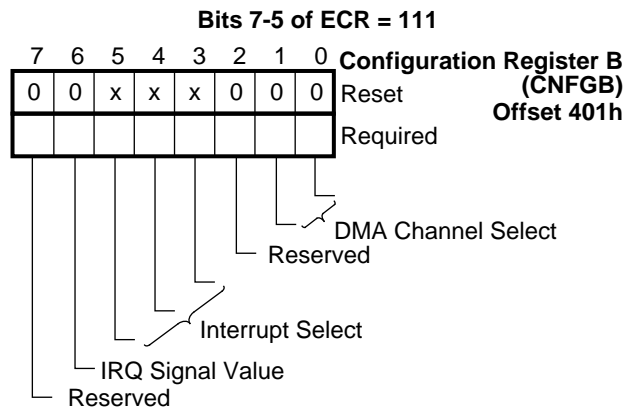 Bits 7-5 of ECR = 111
7 6 5 4 3 2 1 0 Configuration Register B
(CNFGB)
Offset 401h
0 0 x x x 0 0 0 Reset
Required
DMA Channel Select
Reserved
Interrupt Select
IRQ Signal Value
Reserved